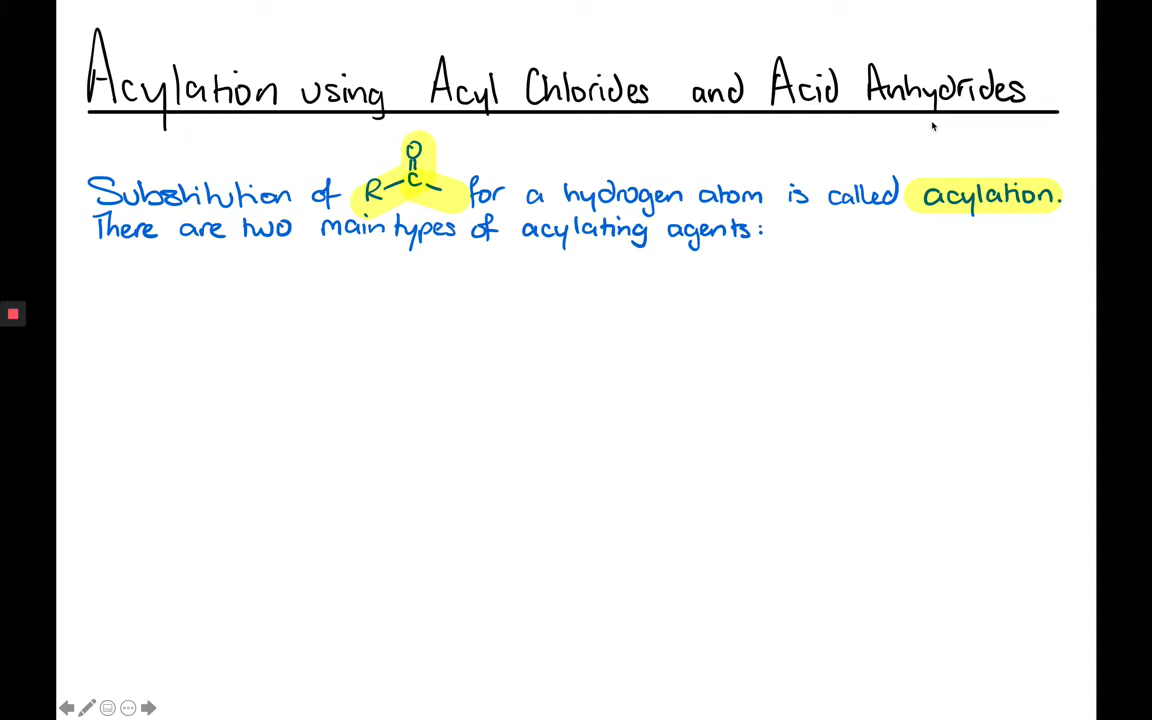 Acylation using Acyl Chlorides and Acid Anhydrides
Substitution of R-C(=O)- for a hydrogen atom is called acylation.
There are two main types of acylating agents: